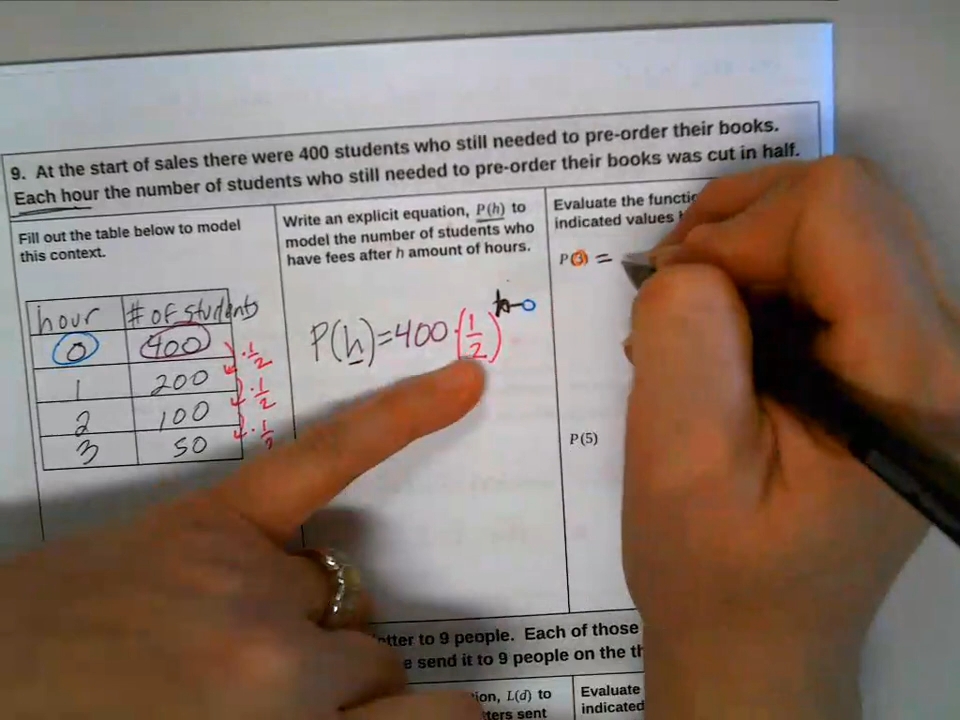 9. At the start of sales there were 400 students who still needed to pre-order their books.
Each hour the number of students who still needed to pre-order their books was cut in half.
Fill out the table below to model
this context.
hour # of students
0 400
1 200
2 100
3 50
·1/2
·1/2
·1/2
Write an explicit equation, P(h) to
model the number of students who
have fees after h amount of hours.
P(h)=400·(1/2)^h-0
Evaluate the
indicated values
P(3) =
P(5)
to 9 people. Each of those
send it to 9 people on the
L(d) to
sent
Evaluate
indicated